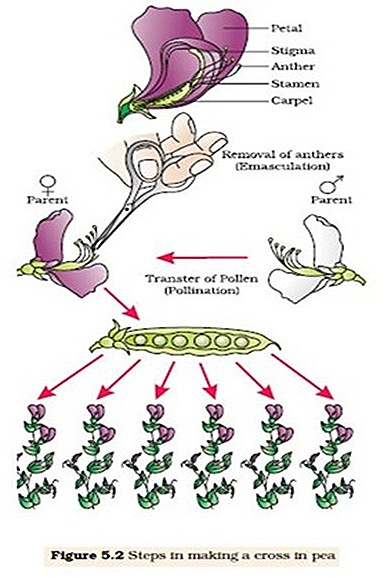 Petal
Stigma
Anther
Stamen
Carpel
Removal of anthers
(Emasculation)
♀
Parent
♂
Parent
Transter of Pollen
(Pollination)
Figure 5.2 Steps in making a cross in pea